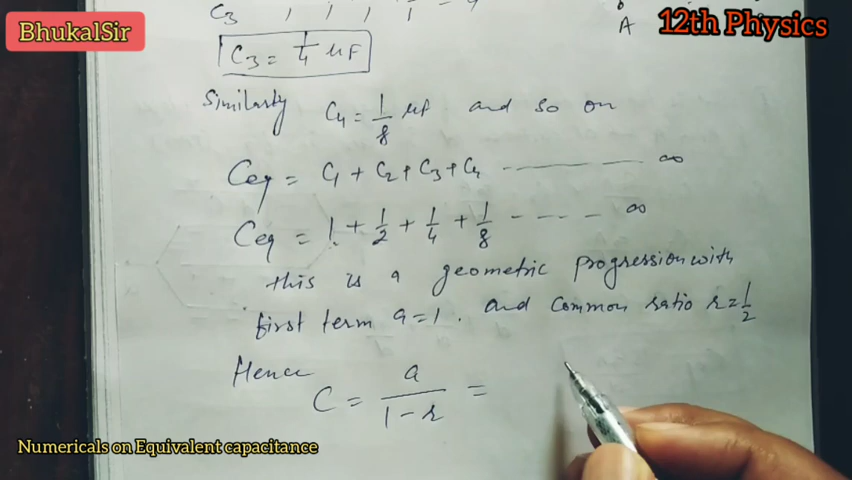 BhukalSir
12th Physics
C3
A
C3 = 1/4 μF
Similarly C4 = 1/8 μf and so on
Ceq = C1 + C2 + C3 + C4 ------- ∞
Ceq = 1 + 1/2 + 1/4 + 1/8 ---- ∞
this is a geometric progression with
first term a = 1 . and common ratio r = 1/2
Hence
C = a/(1-r) =
Numericals on Equivalent capacitance